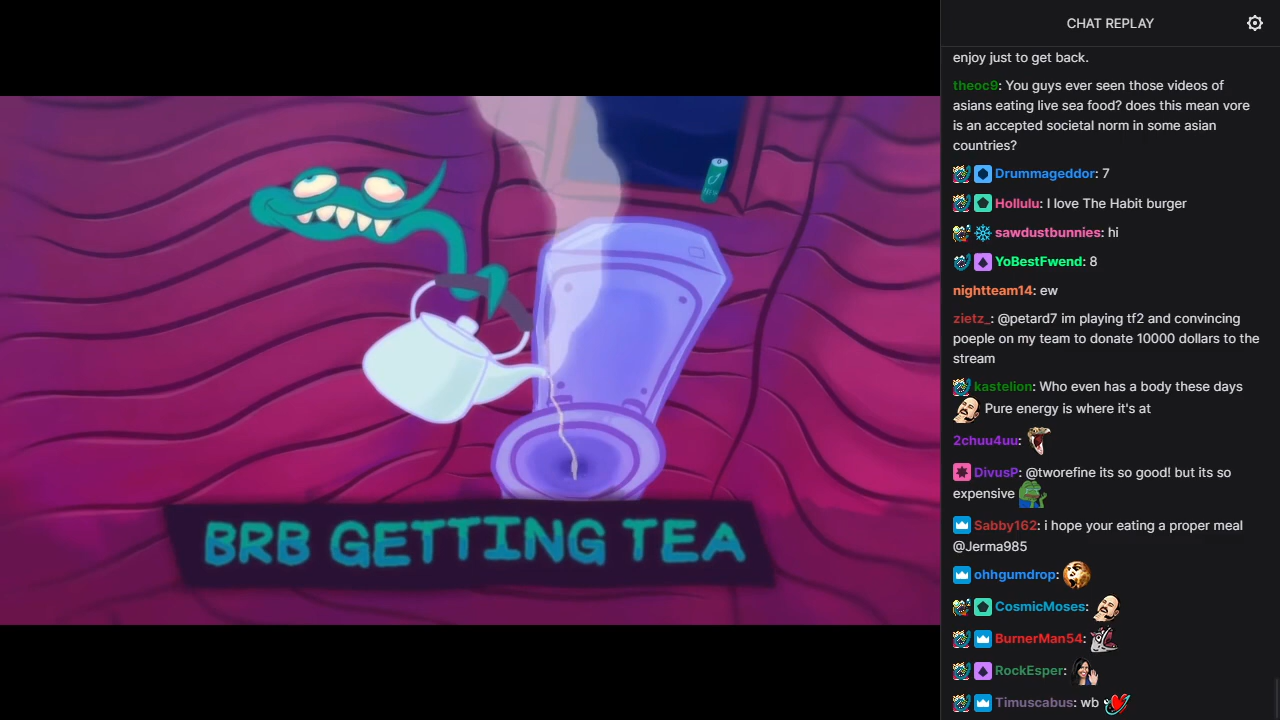 BRB GETTING TEA
CHAT REPLAY
enjoy just to get back.
theoc9: You guys ever seen those videos of
asians eating live sea food? does this mean vore
is an accepted societal norm in some asian
countries?
Drummageddor: 7
Hollulu: I love The Habit burger
sawdustbunnies: hi
YoBestFwend: 8
nightteam14: ew
zietz_: @petard7 im playing tf2 and convincing
poeple on my team to donate 10000 dollars to the
stream
kastelion: Who even has a body these days
Pure energy is where it's at
2chuu4uu:
DivusP: @tworefine its so good! but its so
expensive
Sabby162: i hope your eating a proper meal
@Jerma985
ohhgumdrop:
CosmicMoses:
BurnerMan54:
RockEsper:
Timuscabus: wb